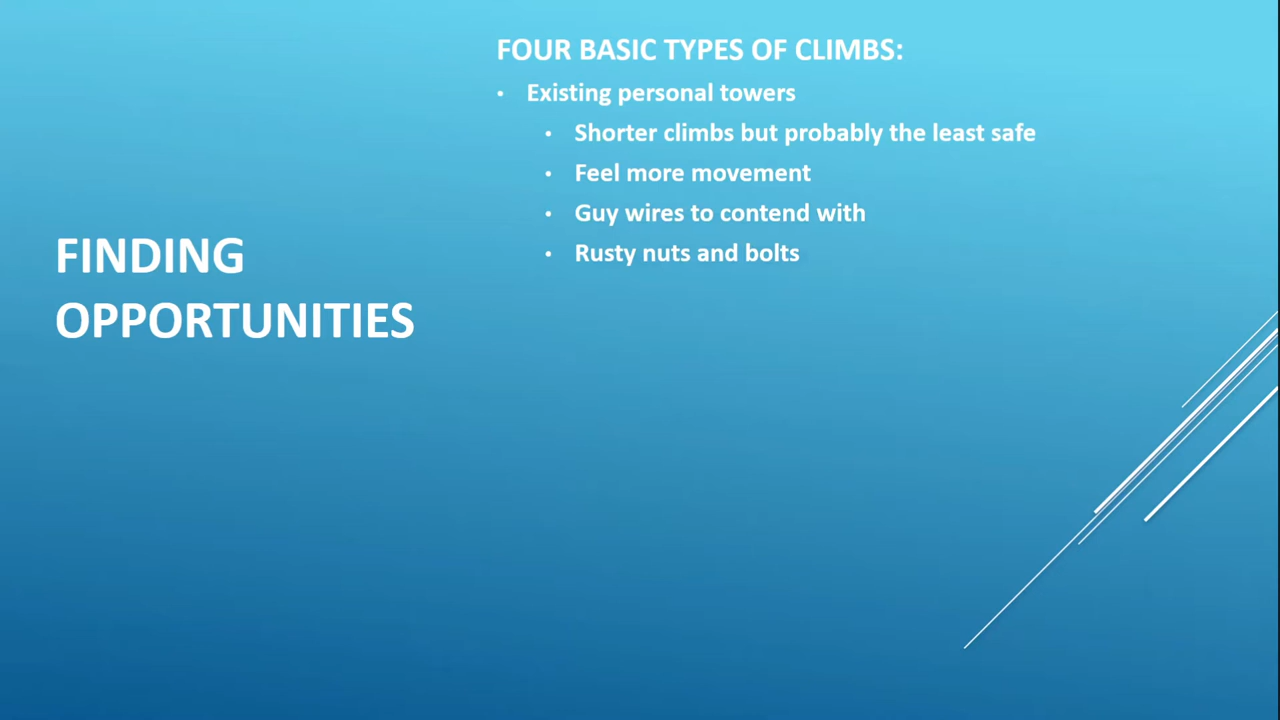 FINDING
OPPORTUNITIES
FOUR BASIC TYPES OF CLIMBS:
• Existing personal towers
• Shorter climbs but probably the least safe
• Feel more movement
• Guy wires to contend with
• Rusty nuts and bolts